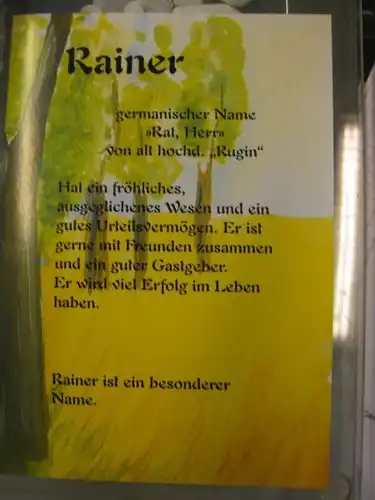 Rainer
germanischer Name
»Rat, Herr«
von alt hochd. „Rugin“
Hat ein fröhliches,
ausgeglichenes Wesen und ein
gutes Urteilsvermögen. Er ist
gerne mit Freunden zusammen
und ein guter Gastgeber.
Er wird viel Erfolg im Leben
haben.
Rainer ist ein besonderer
Name.